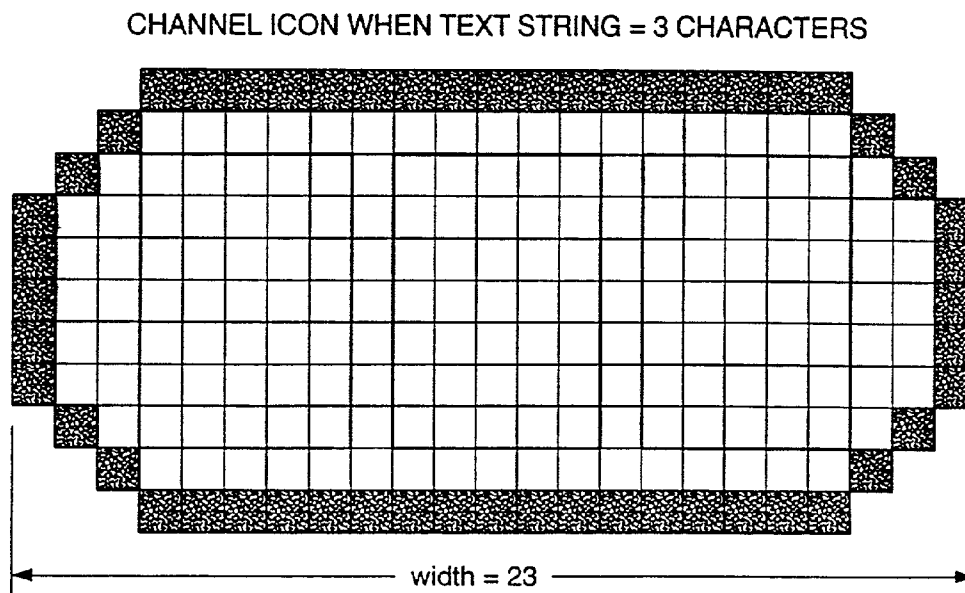 CHANNEL ICON WHEN TEXT STRING = 3 CHARACTERS
width = 23